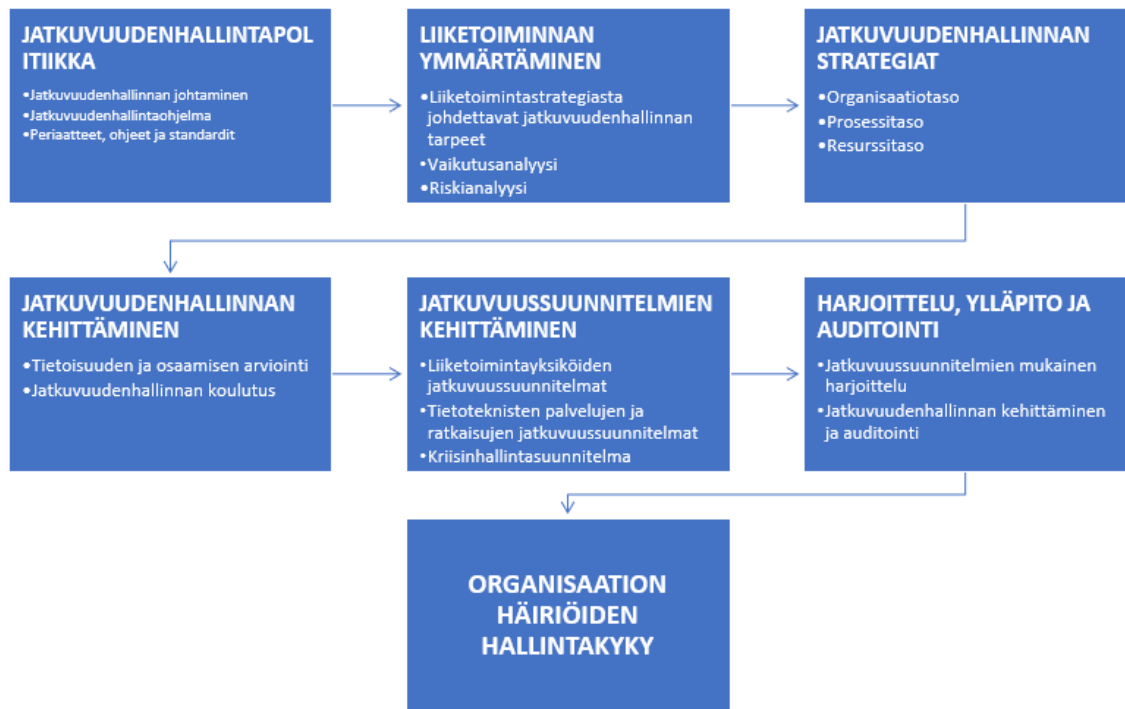 JATKUVUUDENHALLINTAPOL
ITIIKKA
•Jatkuvuudenhallinnan johtaminen
•Jatkuvuudenhallintaohjelma
•Periaatteet, ohjeet ja standardit
LIIKETOIMINNAN
YMMÄRTÄMINEN
•Liiketoimintastrategiasta
johdettavat jatkuvuudenhallinnan
tarpeet
•Vaikutusanalyysi
•Riskianalyysi
JATKUVUUDENHALLINNAN
STRATEGIAT
•Organisaatiotaso
•Prosessitaso
•Resurssitaso
JATKUVUUDENHALLINNAN
KEHITTÄMINEN
•Tietoisuuden ja osaamisen arviointi
•Jatkuvuudenhallinnan koulutus
JATKUVUUSSUUNNITELMIEN
KEHITTÄMINEN
•Liiketoimintayksiköiden
jatkuvuussuunnitelmat
•Tietoteknisten palvelujen ja
ratkaisujen jatkuvuussuunnitelmat
•Kriisinhallintasuunnitelma
HARJOITTELU, YLLÄPITO JA
AUDITOINTI
•Jatkuvuussuunnitelmien mukainen
harjoittelu
•Jatkuvuudenhallinnan kehittäminen
ja auditointi
ORGANISAATION
HÄIRIÖIDEN
HALLINTAKYKY